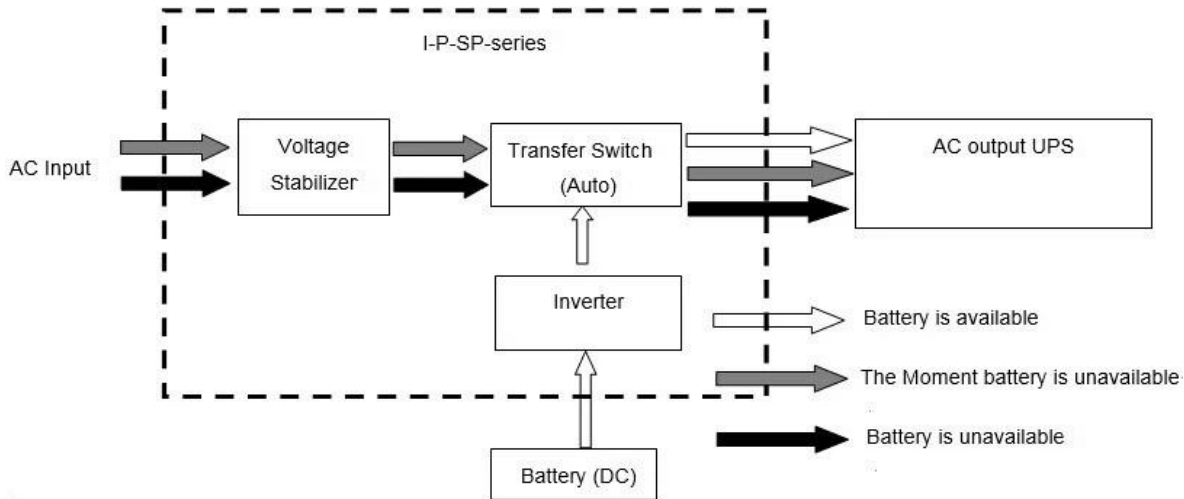 I-P-SP-series
AC Input
Voltage
Stabilizer
Transfer Switch
(Auto)
AC output UPS
Inverter
Battery (DC)
Battery is available
The Moment battery is unavailable
Battery is unavailable